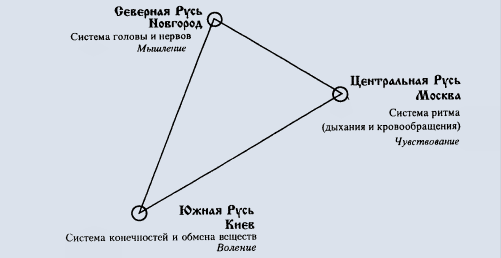 Северная Русь
Новгород
Система головы и нервов
Мышление
Центральная Русь
Москва
Система ритма
(дыхания и кровообращения)
Чувствование
Южная Русь
Киев
Система конечностей и обмена веществ
Воление